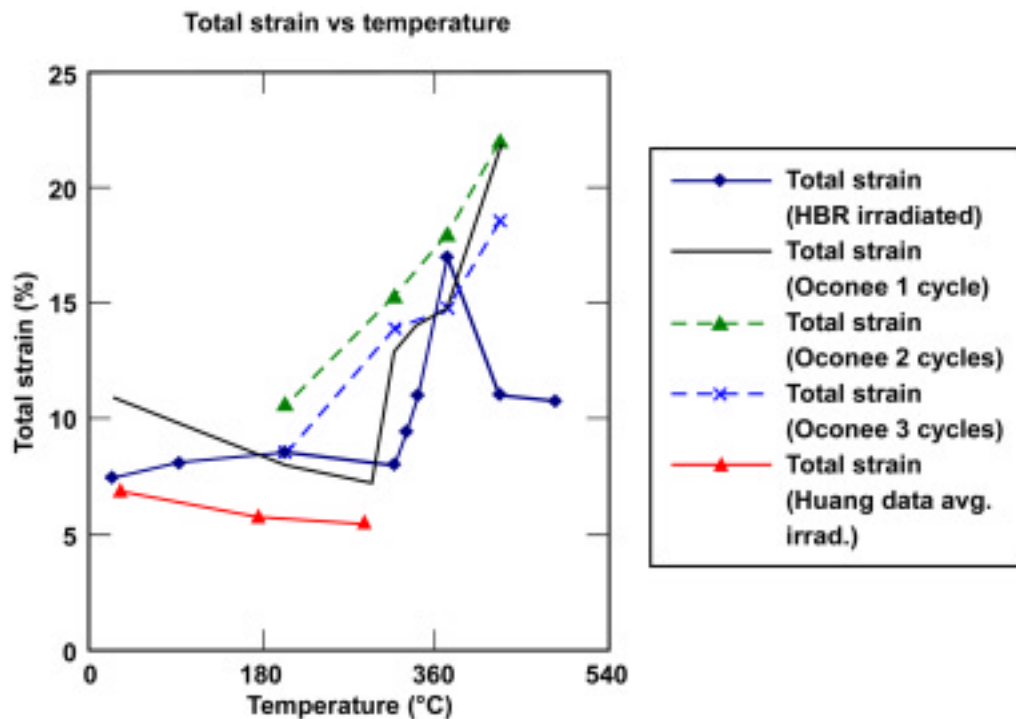 Total strain vs temperature
25
20
15
10
5
0
Total strain (%)
0 180 360 540
Temperature (°C)
Total strain
(HBR irradiated)
Total strain
(Oconee 1 cycle)
Total strain
(Oconee 2 cycles)
Total strain
(Oconee 3 cycles)
Total strain
(Huang data avg.
irrad.)